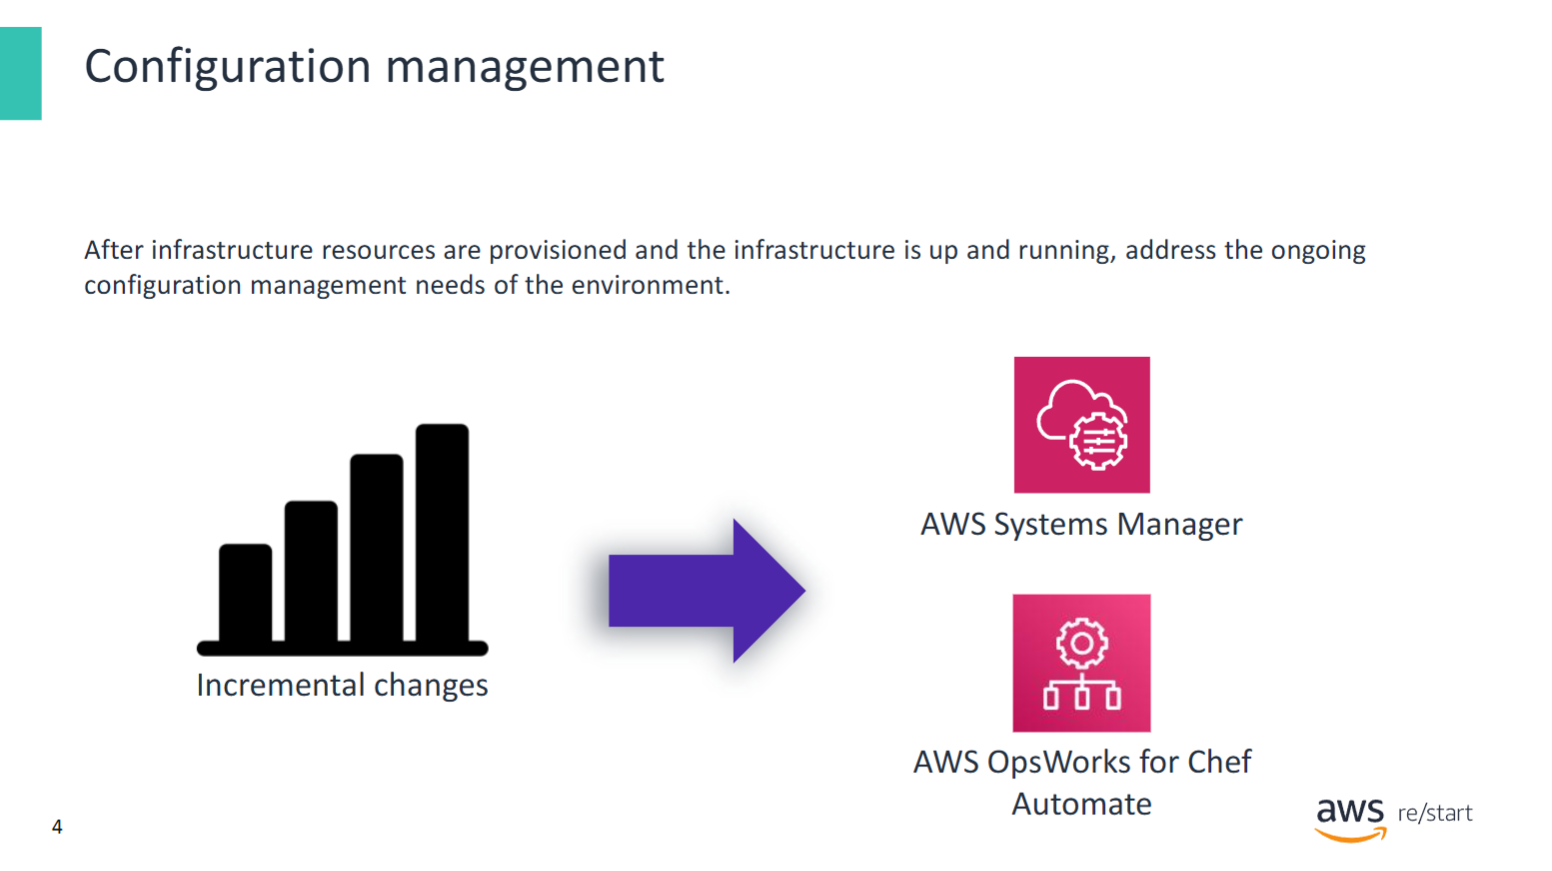 Configuration management
After infrastructure resources are provisioned and the infrastructure is up and running, address the ongoing
configuration management needs of the environment.
AWS Systems Manager
Incremental changes
AWS OpsWorks for Chef
Automate
4
aws re/start